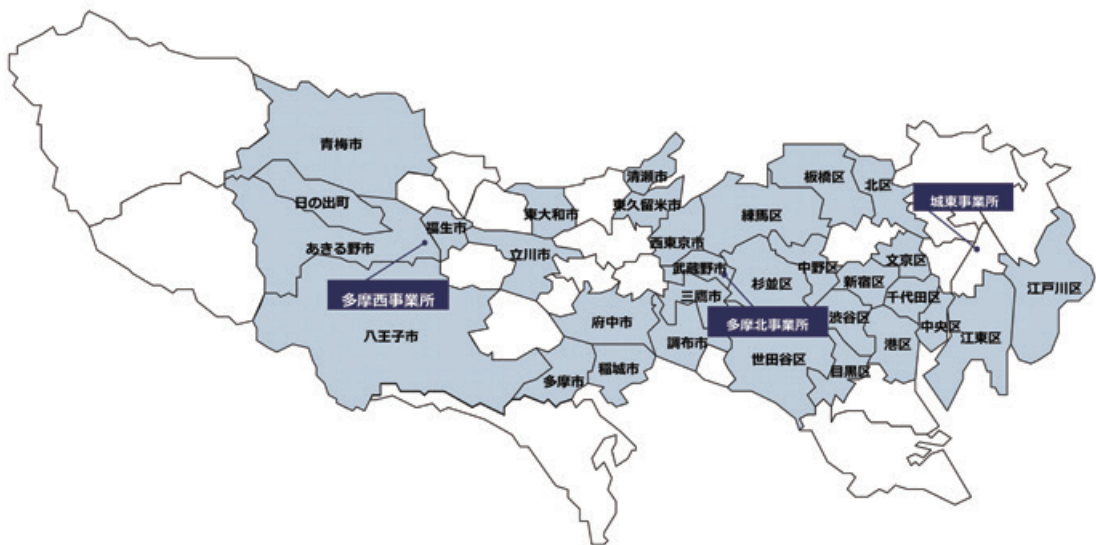 青梅市
日の出町
あきる野市
福生市
多摩西事業所
八王子市
東大和市
立川市
清瀬市
東久留米市
西東京市
武蔵野市
三鷹市
調布市
府中市
稲城市
多摩市
板橋区
北区
練馬区
杉並区
中野区
新宿区
文京区
千代田区
渋谷区
多摩北事業所
世田谷区
目黒区
港区
中央区
江東区
江戸川区
城東事業所